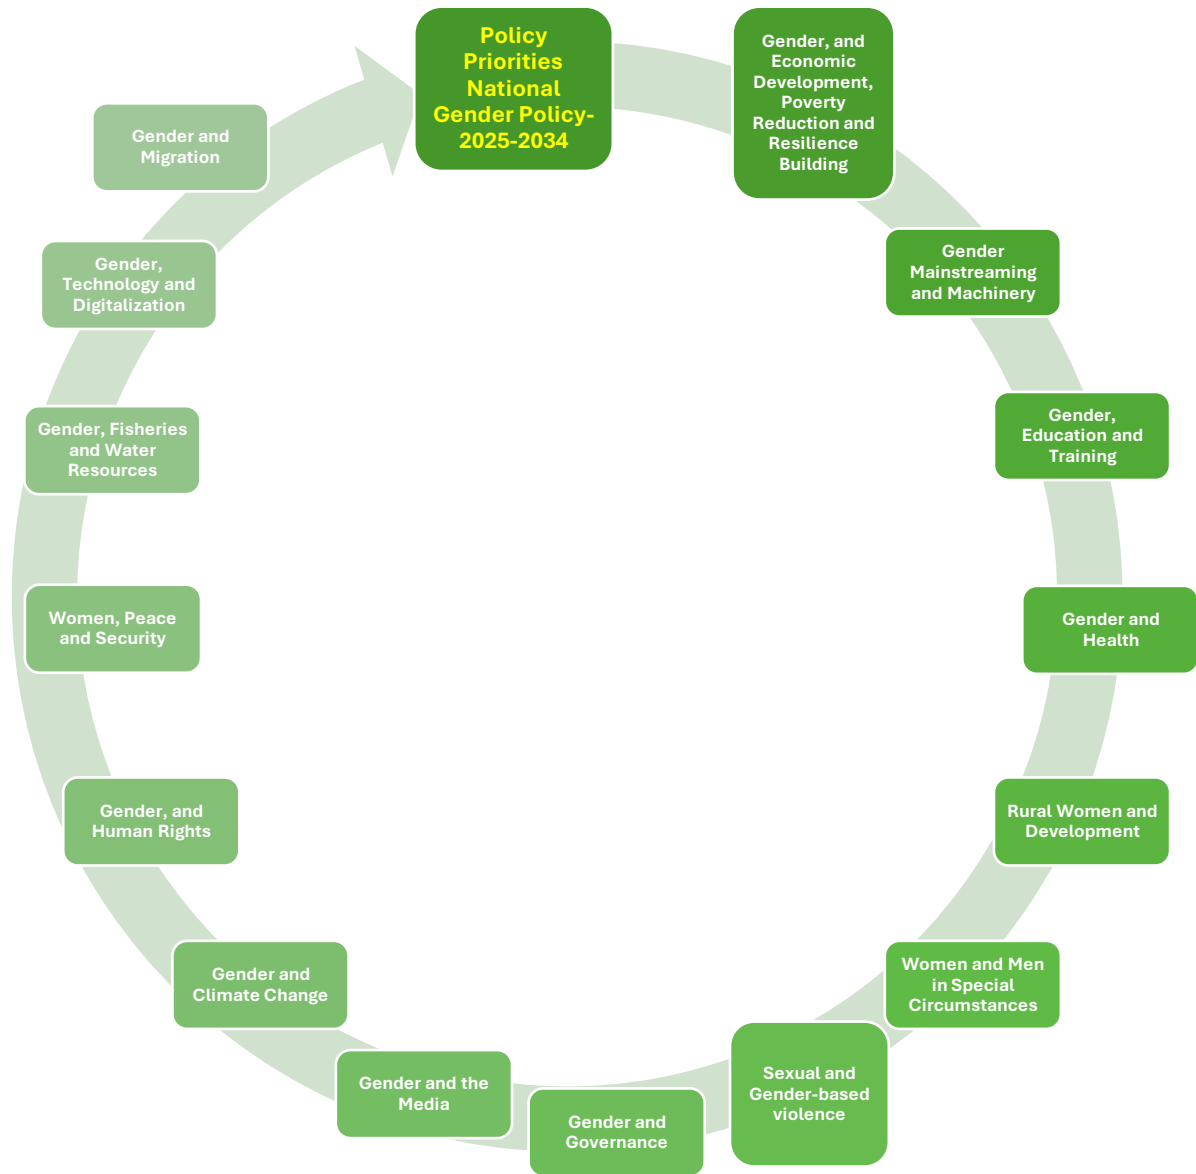 Policy
Priorities
National
Gender Policy-
2025-2034
Gender, and
Economic
Development,
Poverty
Reduction and
Resilience
Building
Gender
Mainstreaming
and Machinery
Gender,
Education and
Training
Gender and
Health
Rural Women and
Development
Women and Men
in Special
Circumstances
Sexual and
Gender-based
violence
Gender and
Governance
Gender and the
Media
Gender and
Climate Change
Gender, and
Human Rights
Women, Peace
and Security
Gender, Fisheries
and Water
Resources
Gender,
Technology and
Digitalization
Gender and
Migration